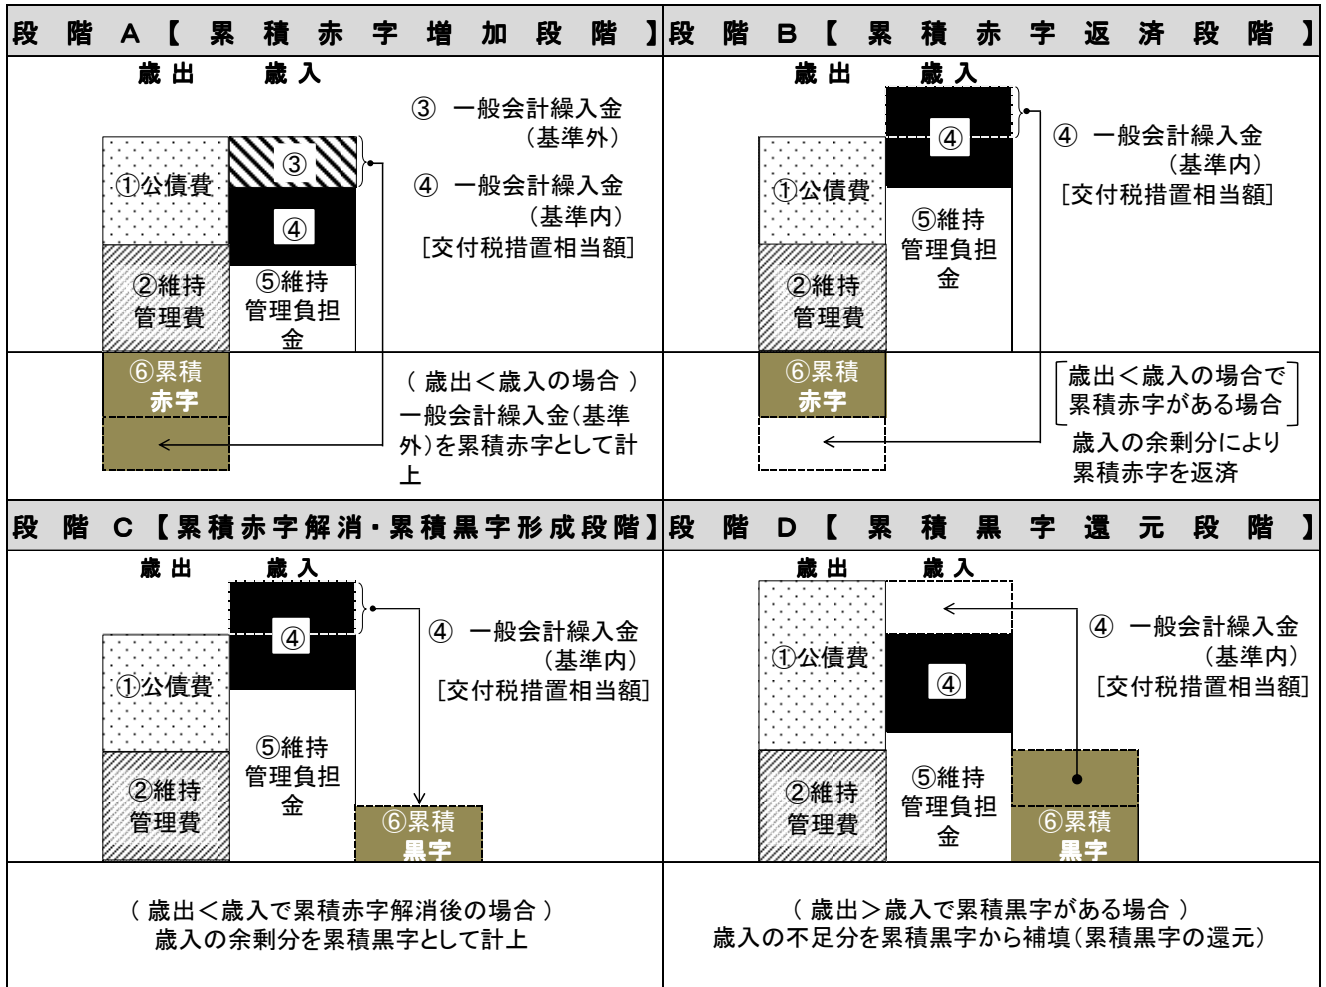 段階A【累積赤字増加段階】
歳出 歳入
③ 一般会計繰入金
(基準外)
④ 一般会計繰入金
(基準内)
[交付税措置相当額]
③
①公債費
④
②維持
管理費
⑤維持
管理負担
金
⑥累積
赤字
(歳出<歳入の場合)
一般会計繰入金(基準
外)を累積赤字として計
上
段階B【累積赤字返済段階】
歳出 歳入
④ 一般会計繰入金
(基準内)
[交付税措置相当額]
④
①公債費
⑤維持
管理負担
金
②維持
管理費
⑥累積
赤字
歳出<歳入の場合で
累積赤字がある場合
歳入の余剰分により
累積赤字を返済
段階C【累積赤字解消・累積黒字形成段階】
歳出 歳入
④ 一般会計繰入金
(基準内)
[交付税措置相当額]
④
①公債費
⑤維持
管理負担
金
②維持
管理費
⑥累積
黒字
(歳出<歳入で累積赤字解消後の場合)
歳入の余剰分を累積黒字として計上
段階D【累積黒字還元段階】
歳出 歳入
④ 一般会計繰入金
(基準内)
[交付税措置相当額]
①公債費
④
②維持
管理費
⑤維持
管理負担
金
⑥累積
黒字
(歳出>歳入で累積黒字がある場合)
歳入の不足分を累積黒字から補填(累積黒字の還元)